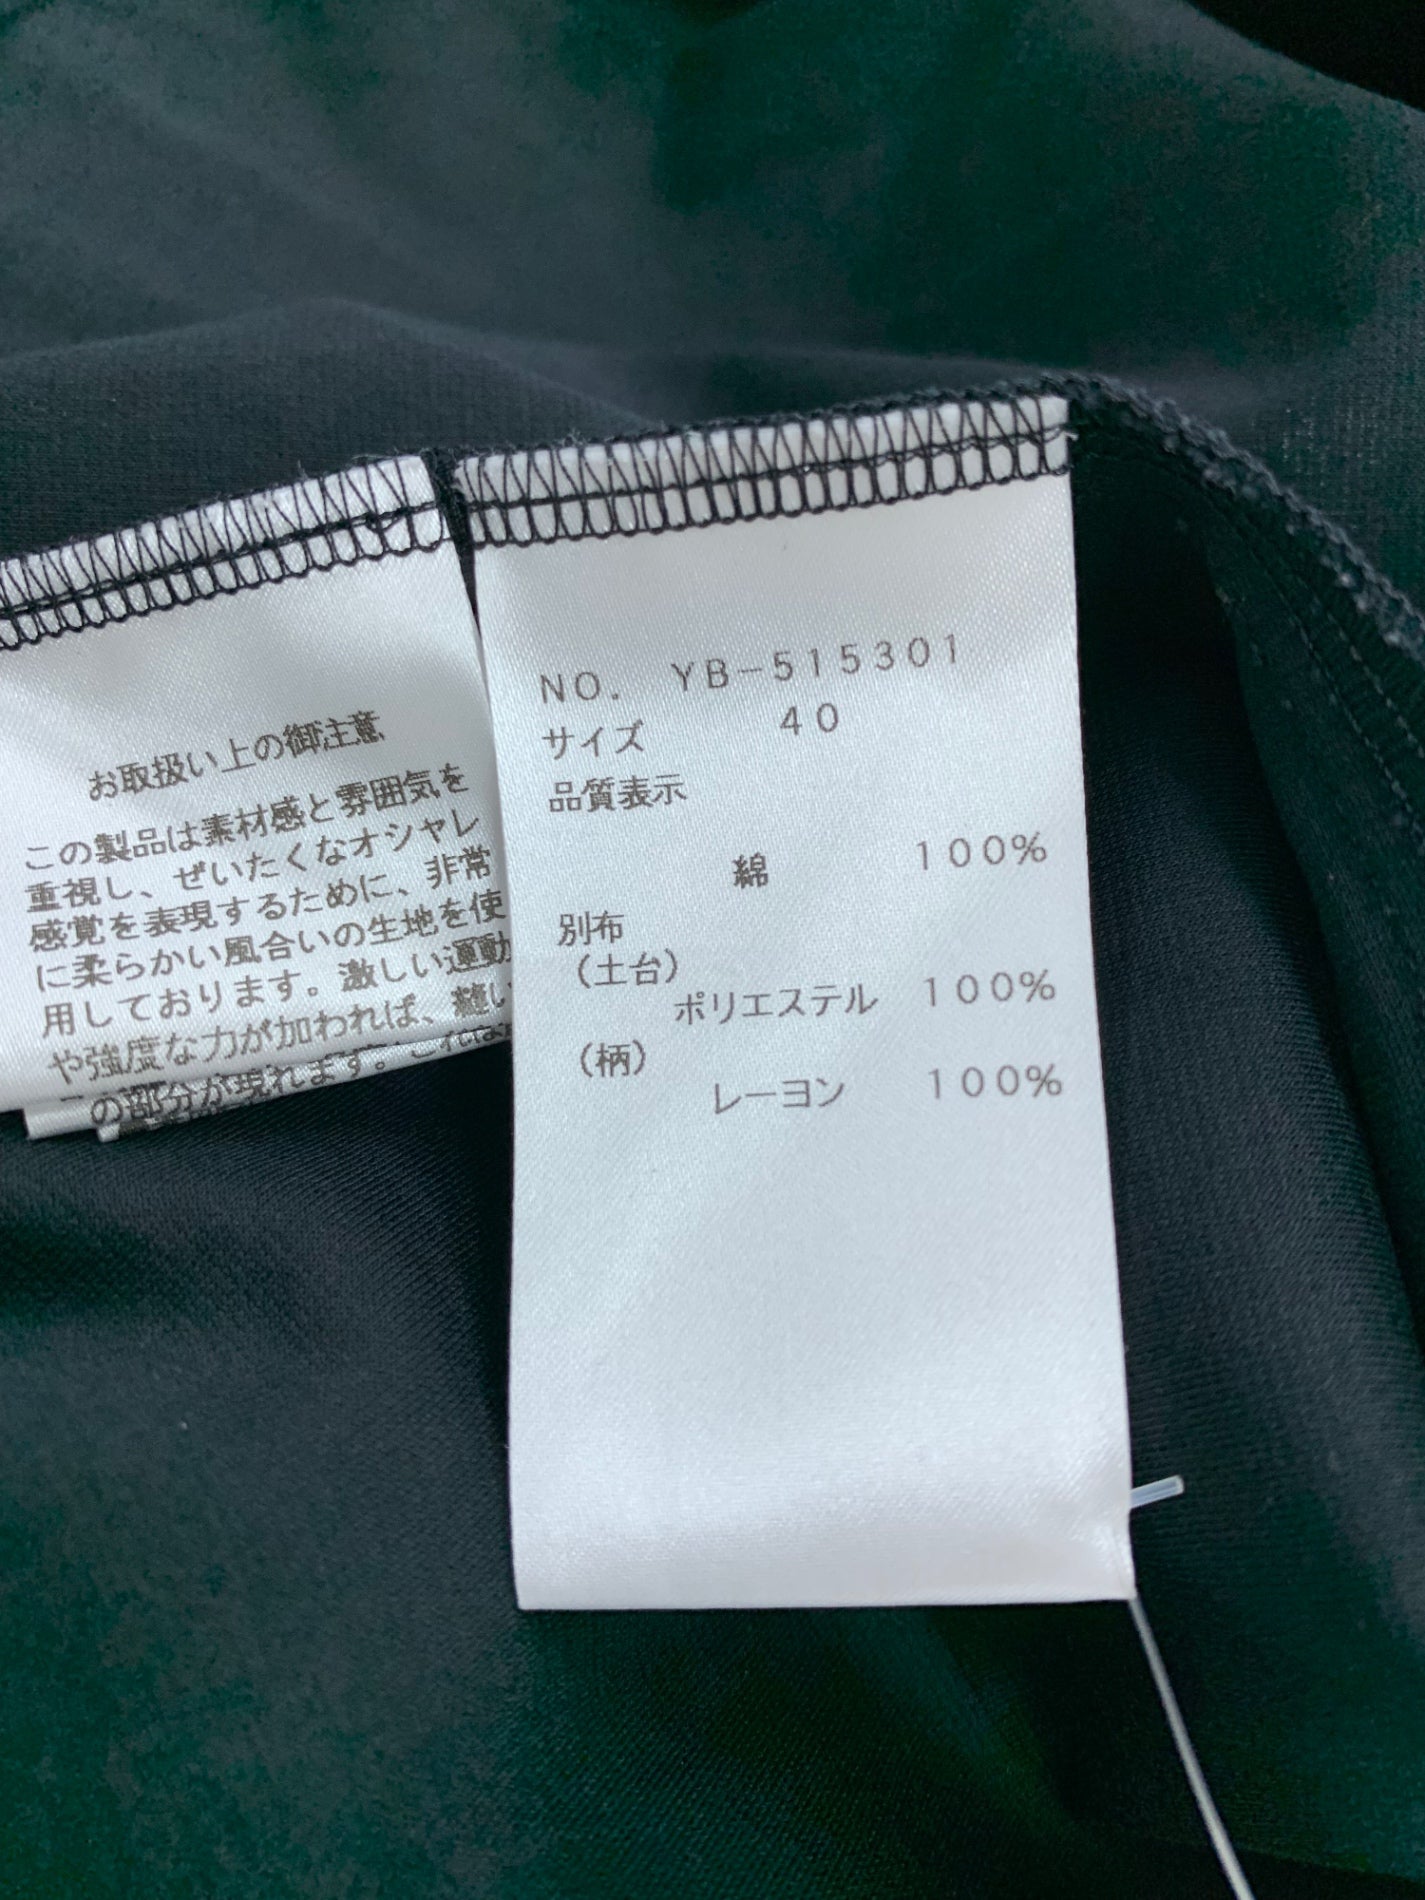 お取扱い上の御注意
この製品は素材感と雰囲気を
重視し、ぜいたくなオシャレ
感覚を表現するために、非常
に柔らかい風合いの生地を使
用しております。激しい運動
や強度な力が加われば、縫い
の部分が現れます。これは
NO. YB-515301
サイズ 40
品質表示
綿 100%
別布
(土台)
ポリエステル 100%
(柄)
レーヨン 100%